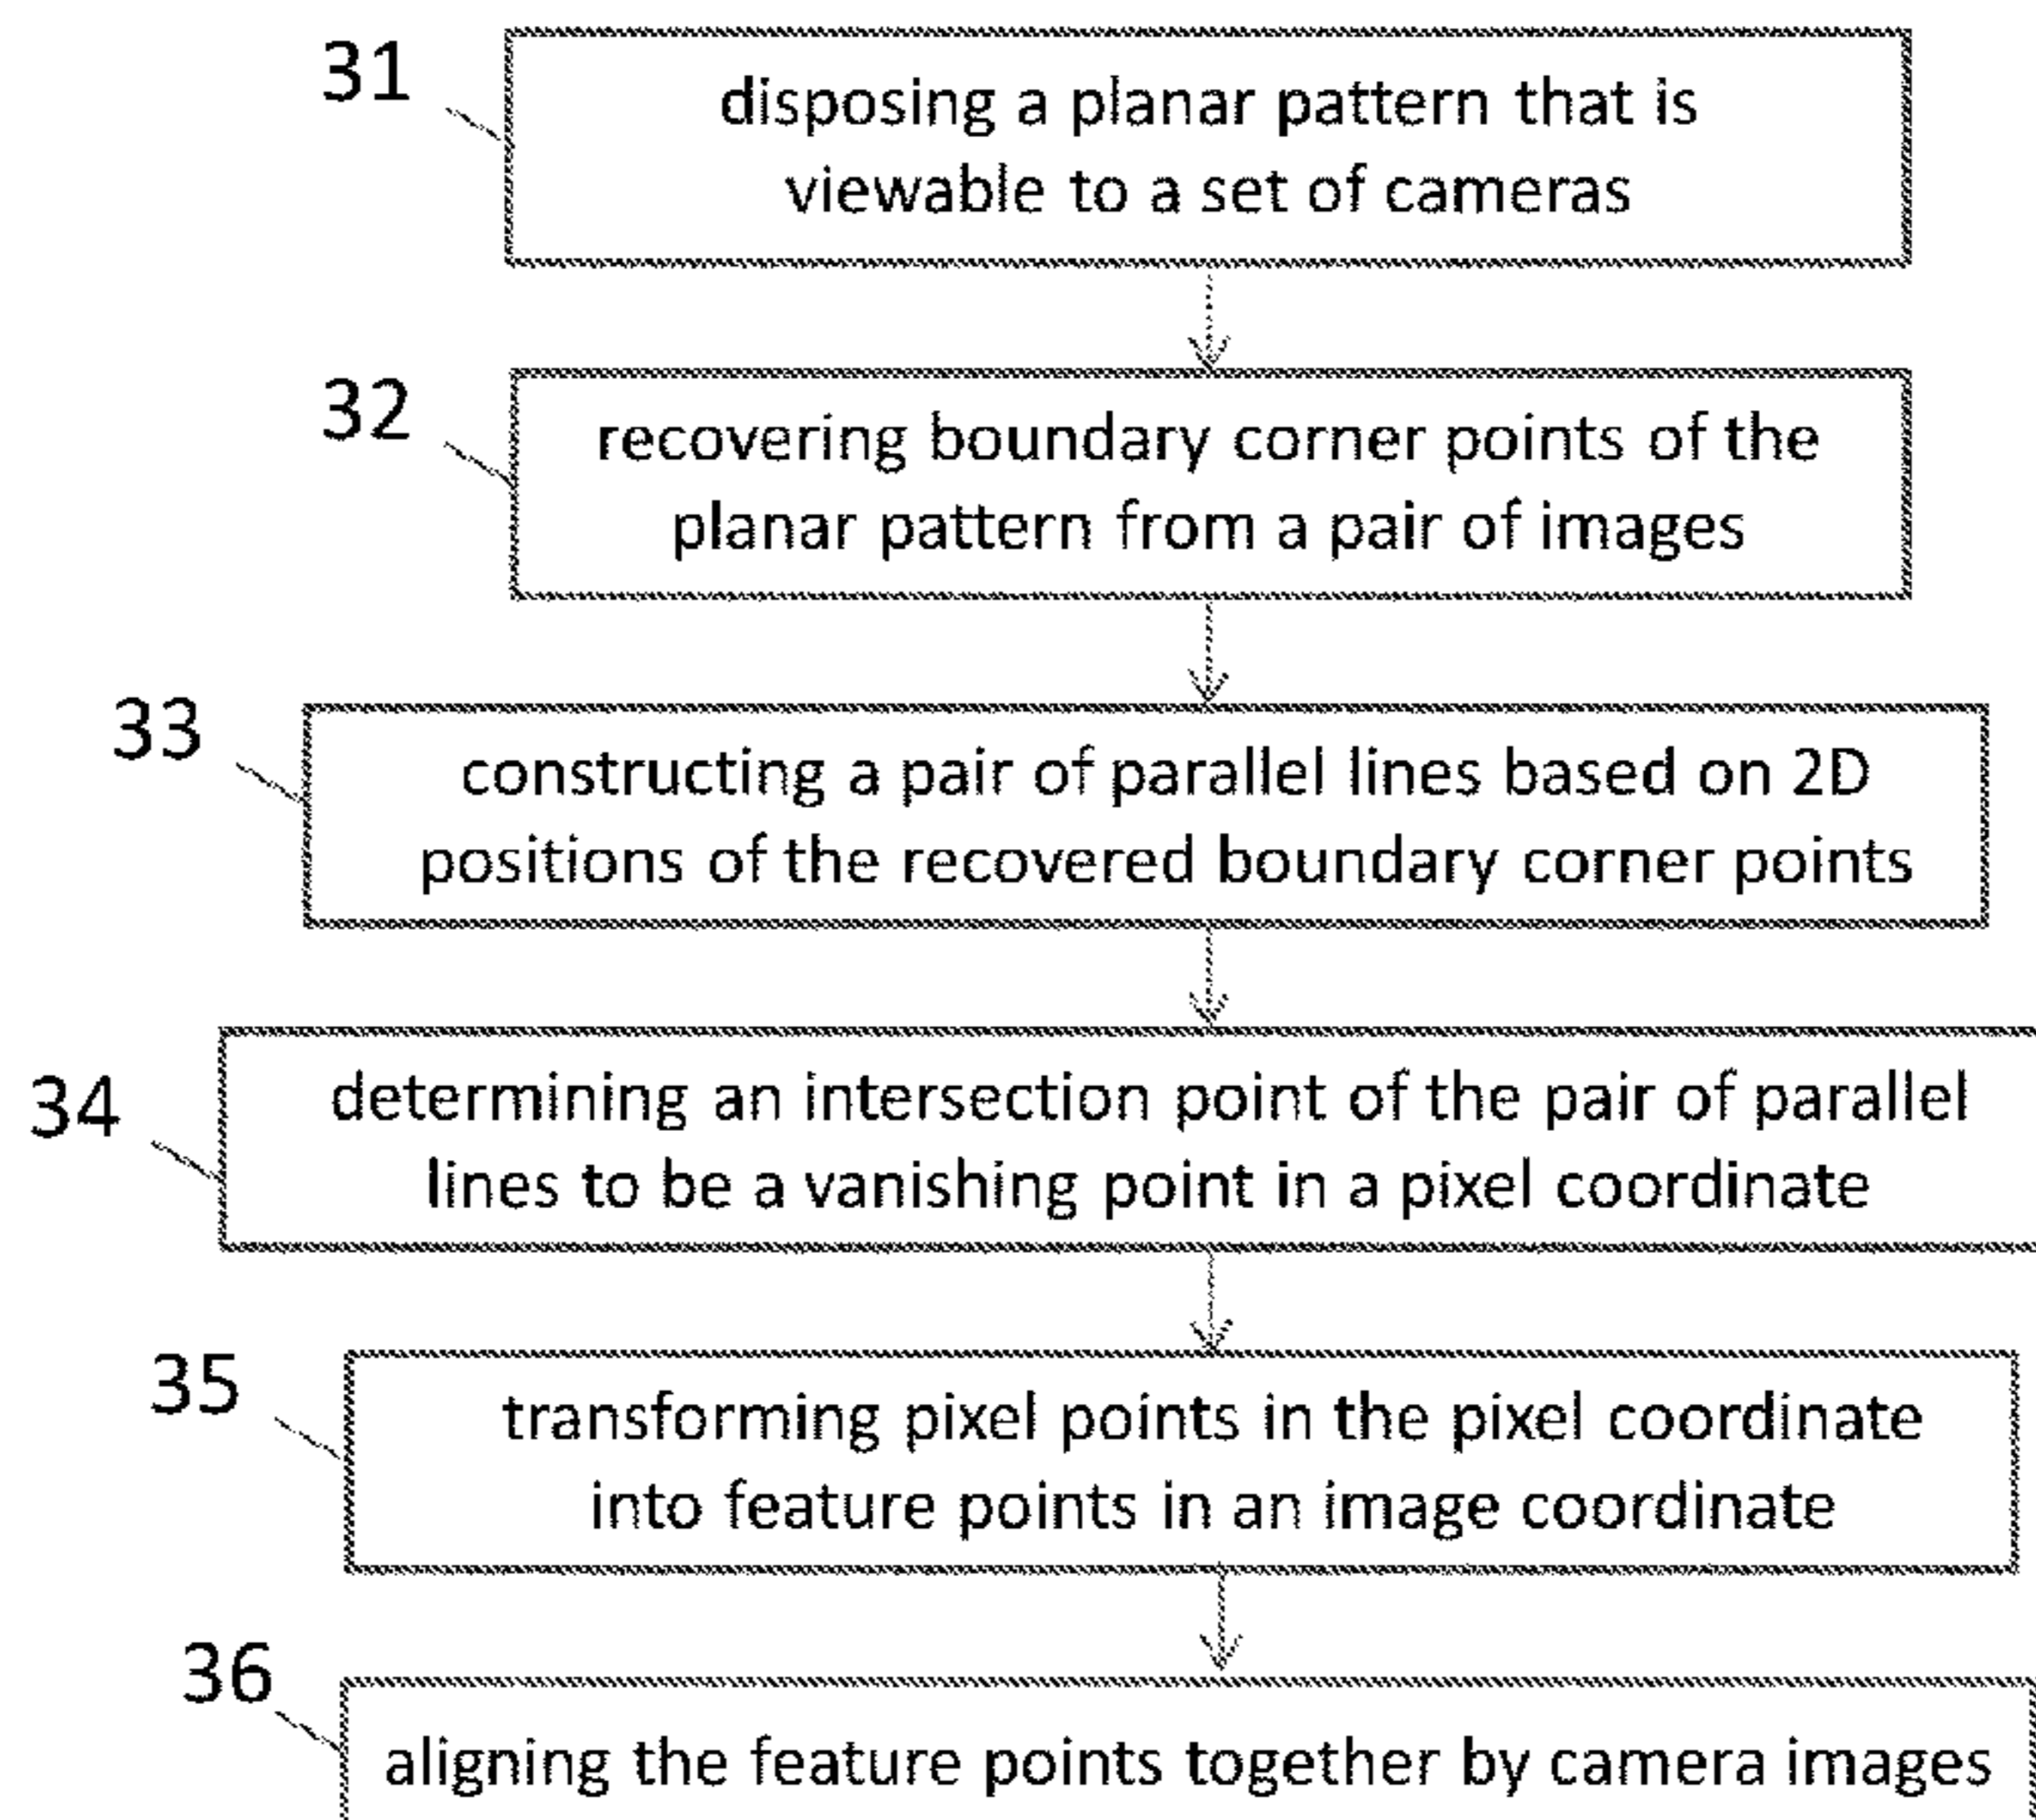 31
disposing a planar pattern that is
viewable to a set of cameras
32
recovering boundary corner points of the
planar pattern from a pair of images
33
constructing a pair of parallel lines based on 2D
positions of the recovered boundary corner points
34
determining an intersection point of the pair of parallel
lines to be a vanishing point in a pixel coordinate
35
transforming pixel points in the pixel coordinate
into feature points in an image coordinate
36
aligning the feature points together by camera images